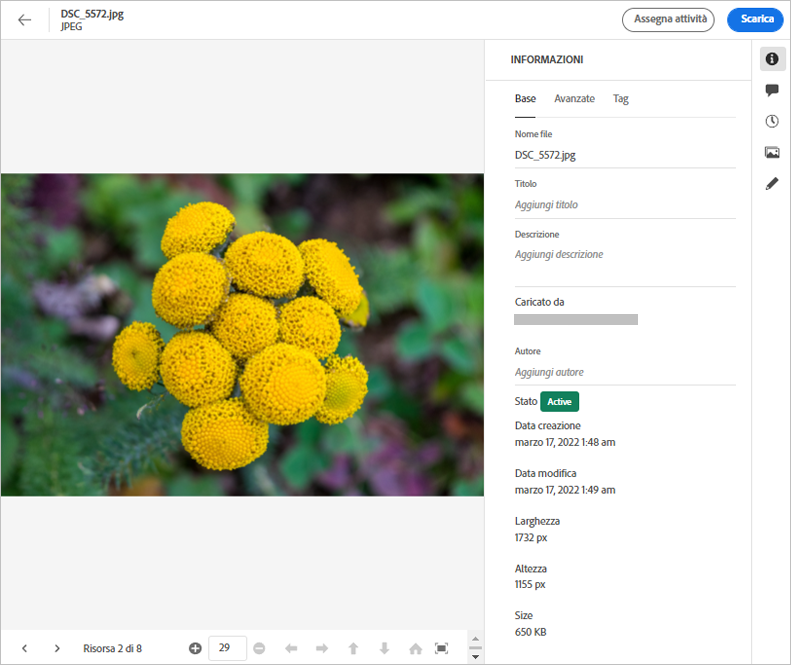 DSC_5572.jpg
JPEG
Assegna attività
Scarica
INFORMAZIONI
Base Avanzate Tag
Nome file
DSC_5572.jpg
Titolo
Aggiungi titolo
Descrizione
Aggiungi descrizione
Caricato da
Autore
Aggiungi autore
Stato Active
Data creazione
marzo 17, 2022 1:48 am
Data modifica
marzo 17, 2022 1:49 am
Larghezza
1732 px
Altezza
1155 px
Size
650 KB
Risorsa 2 di 8
29